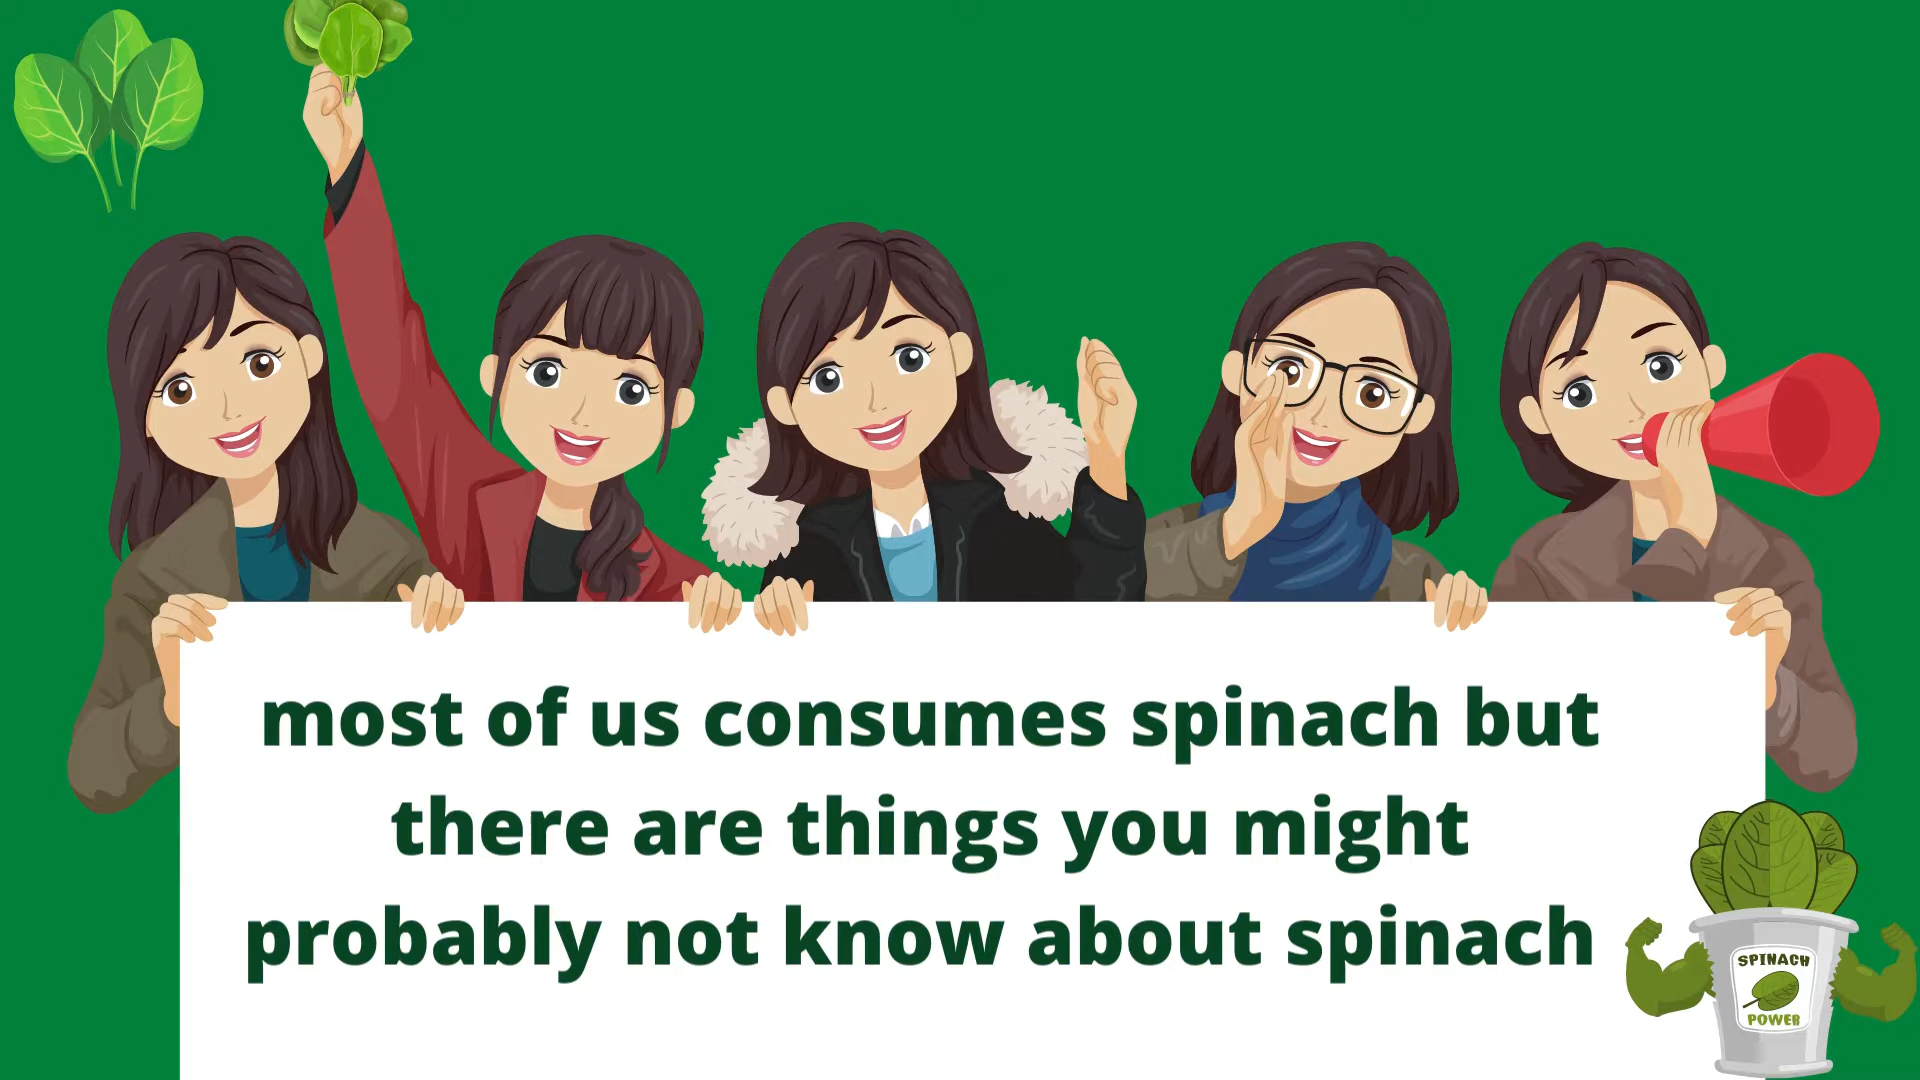 most of us consumes spinach but
there are things you might
probably not know about spinach
SPINACH
POWER